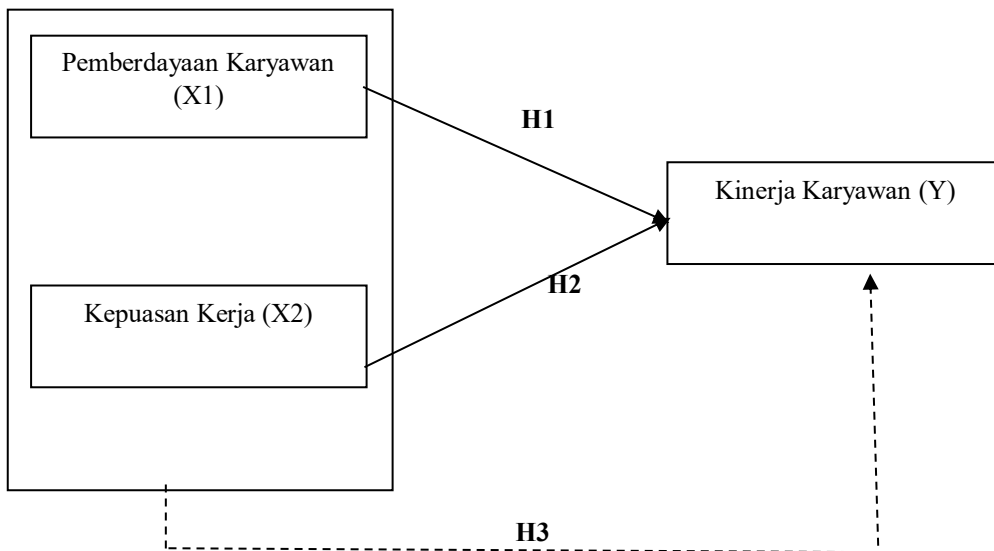 Pemberdayaan Karyawan
(X1)
H1
Kinerja Karyawan (Y)
H2
Kepuasan Kerja (X2)
H3